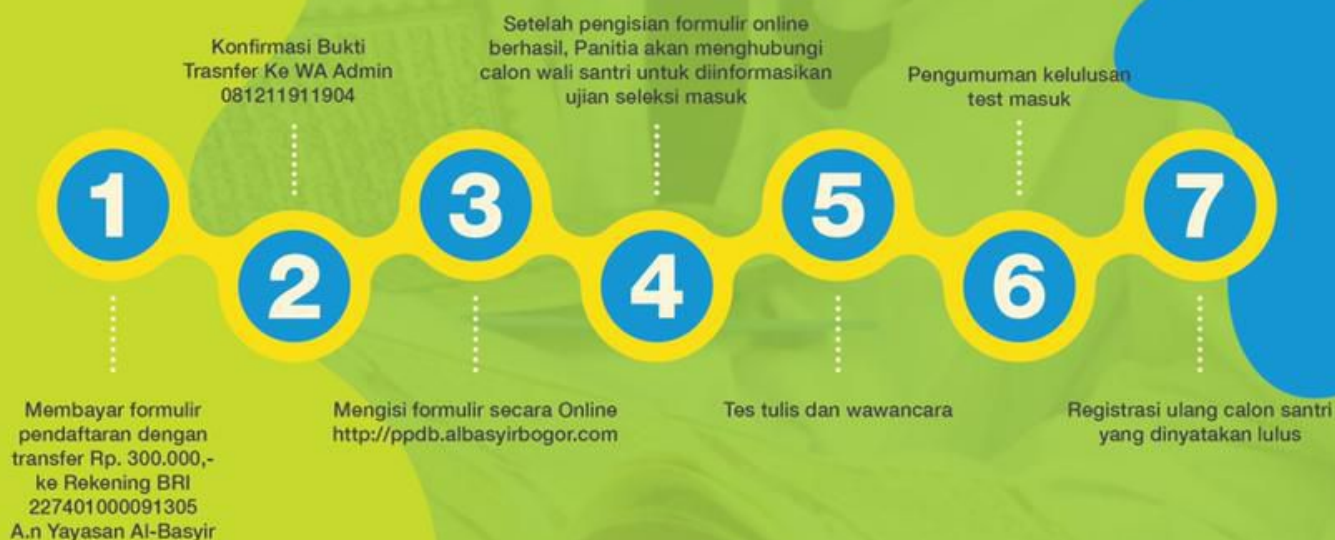 1
Membayar formulir
pendaftaran dengan
transfer Rp. 300.000,-
ke Rekening BRI
227401000091305
A.n Yayasan Al-Basyir
Konfirmasi Bukti
Trasnfer Ke WA Admin
081211911904
2
3
Mengisi formulir secara Online
http://ppdb.albasyirbogor.com
Setelah pengisian formulir online
berhasil, Panitia akan menghubungi
calon wali santri untuk diinformasikan
ujian seleksi masuk
4
5
Tes tulis dan wawancara
Pengumuman kelulusan
test masuk
6
7
Registrasi ulang calon santri
yang dinyatakan lulus